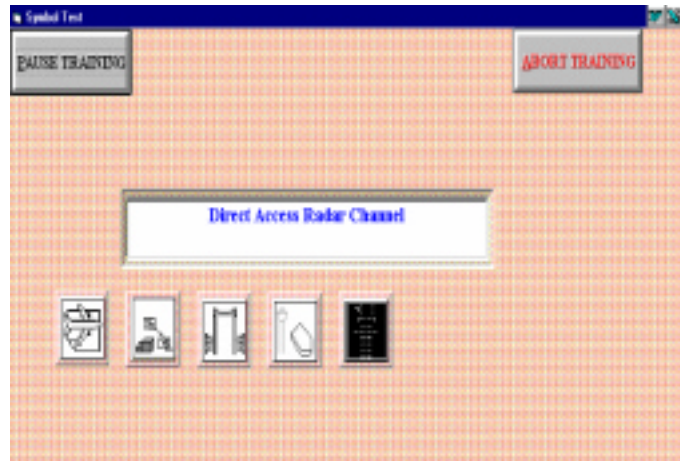 Symbol Test
PAUSE TRAINING
ABORT TRAINING
Direct Access Radar Channel